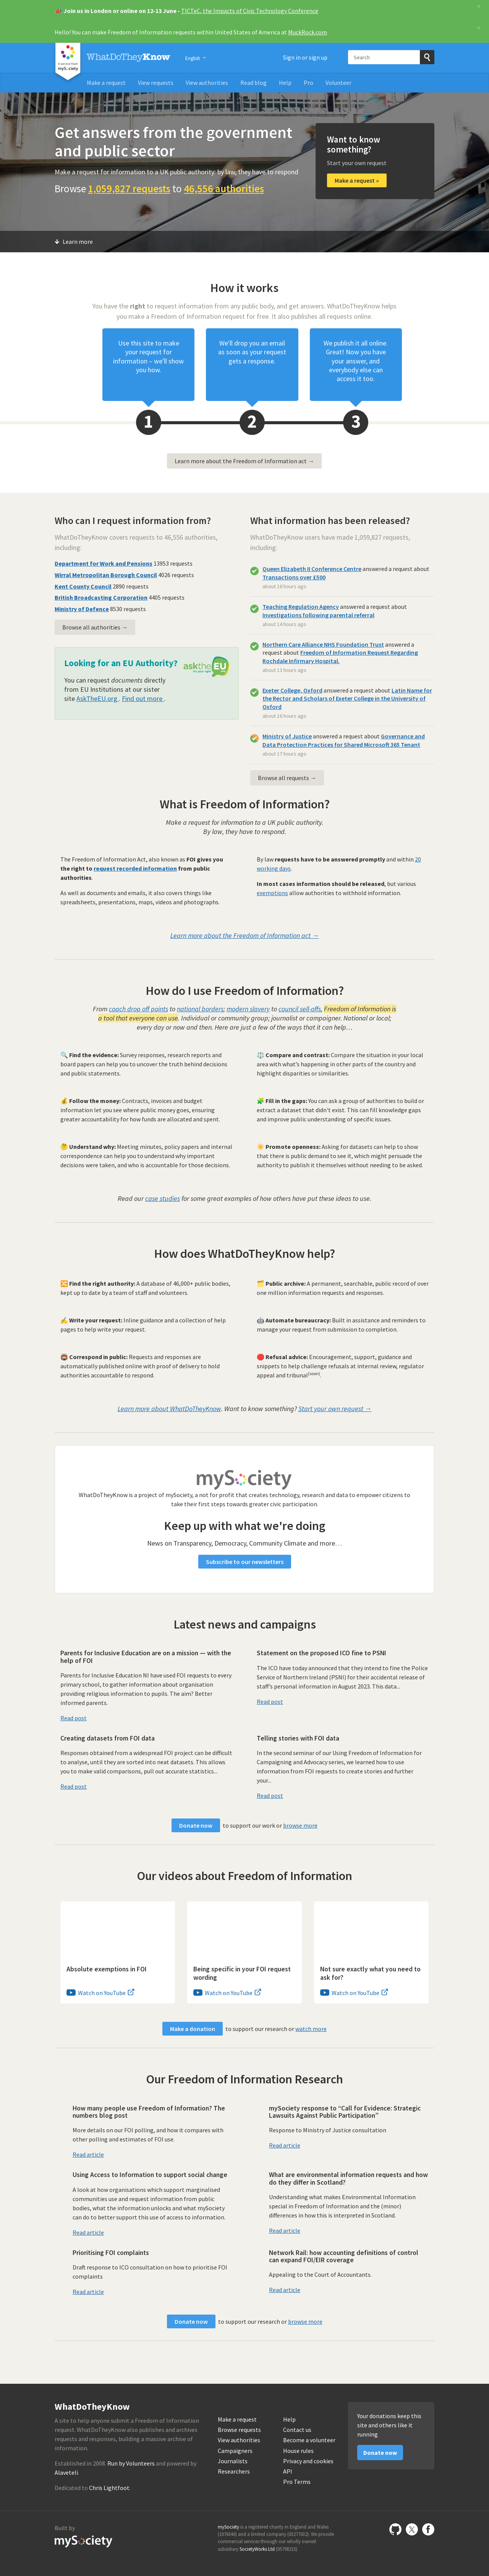 📣 Join us in London or online on 12-13 June - TICTeC, the Impacts of Civic Technology Conference
Hello! You can make Freedom of Information requests within United States of America at MuckRock.com
mySociety
WhatDoTheyKnow
English
Sign in or sign up
Search
Make a request
View requests
View authorities
Read blog
Help
Pro
Volunteer
Get answers from the government and public sector
Make a request for information to a UK public authority: by law, they have to respond
Browse 1,059,827 requests to 46,556 authorities
Want to know something?
Start your own request
Make a request »
Learn more
How it works
You have the right to request information from any public body, and get answers. WhatDoTheyKnow helps
you make a Freedom of Information request for free. It also publishes all requests online.
Use this site to make your request for information – we'll show you how.
We'll drop you an email as soon as your request gets a response.
We publish it all online. Great! Now you have your answer, and everybody else can access it too.
1
2
3
Learn more about the Freedom of Information act →
Who can I request information from?
WhatDoTheyKnow covers requests to 46,556 authorities, including:
Department for Work and Pensions 13953 requests
Wirral Metropolitan Borough Council 4026 requests
Kent County Council 2890 requests
British Broadcasting Corporation 4405 requests
Ministry of Defence 8530 requests
Browse all authorities →
Looking for an EU Authority?
asktheEU
You can request documents directly from EU Institutions at our sister site AskTheEU.org. Find out more.
What information has been released?
WhatDoTheyKnow users have made 1,059,827 requests, including:
Queen Elizabeth II Conference Centre answered a request about Transactions over £500
about 16 hours ago
Teaching Regulation Agency answered a request about Investigations following parental referral
about 14 hours ago
Northern Care Alliance NHS Foundation Trust answered a request about Freedom of Information Request Regarding Rochdale Infirmary Hospital.
about 13 hours ago
Exeter College, Oxford answered a request about Latin Name for the Rector and Scholars of Exeter College in the University of Oxford
about 16 hours ago
Ministry of Justice answered a request about Governance and Data Protection Practices for Shared Microsoft 365 Tenant
about 17 hours ago
Browse all requests →
What is Freedom of Information?
Make a request for information to a UK public authority.
By law, they have to respond.
The Freedom of Information Act, also known as FOI gives you the right to request recorded information from public authorities.
As well as documents and emails, it also covers things like spreadsheets, presentations, maps, videos and photographs.
By law requests have to be answered promptly and within 20 working days.
In most cases information should be released, but various exemptions allow authorities to withhold information.
Learn more about the Freedom of Information act →
How do I use Freedom of Information?
From coach drop off points to national borders; modern slavery to council sell-offs, Freedom of Information is
a tool that everyone can use. Individual or community group; journalist or campaigner. National or local;
every day or now and then. Here are just a few of the ways that it can help…
🔍 Find the evidence: Survey responses, research reports and board papers can help you to uncover the truth behind decisions and public statements.
⚖️ Compare and contrast: Compare the situation in your local area with what's happening in other parts of the country and highlight disparities or similarities.
💰 Follow the money: Contracts, invoices and budget information let you see where public money goes, ensuring greater accountability for how funds are allocated and spent.
🧩 Fill in the gaps: You can ask a group of authorities to build or extract a dataset that didn't exist. This can fill knowledge gaps and improve public understanding of specific issues.
🤔 Understand why: Meeting minutes, policy papers and internal correspondence can help you to understand why important decisions were taken, and who is accountable for those decisions.
☀️ Promote openness: Asking for datasets can help to show that there is public demand to see it, which might persuade the authority to publish it themselves without needing to be asked.
Read our case studies for some great examples of how others have put these ideas to use.
How does WhatDoTheyKnow help?
🔀 Find the right authority: A database of 46,000+ public bodies, kept up to date by a team of staff and volunteers.
🗂️ Public archive: A permanent, searchable, public record of over one million information requests and responses.
✍️ Write your request: Inline guidance and a collection of help pages to help write your request.
🤖 Automate bureaucracy: Built in assistance and reminders to manage your request from submission to completion.
📯 Correspond in public: Requests and responses are automatically published online with proof of delivery to hold authorities accountable to respond.
🛑 Refusal advice: Encouragement, support, guidance and snippets to help challenge refusals at internal review, regulator appeal and tribunal
Learn more about WhatDoTheyKnow. Want to know something? Start your own request →
mySociety
WhatDoTheyKnow is a project of mySociety, a not for profit that creates technology, research and data to empower citizens to
take their first steps towards greater civic participation.
Keep up with what we're doing
News on Transparency, Democracy, Community Climate and more…
Subscribe to our newsletters
Latest news and campaigns
Parents for Inclusive Education are on a mission — with the help of FOI
Parents for Inclusive Education NI have used FOI requests to every primary school, to gather information about organisation providing religious information to pupils. The aim? Better informed parents.
Read post
Statement on the proposed ICO fine to PSNI
The ICO have today announced that they intend to fine the Police Service of Northern Ireland (PSNI) for their accidental release of staff's personal information in August 2023. This data...
Read post
Creating datasets from FOI data
Responses obtained from a widespread FOI project can be difficult to analyse, until they are sorted into neat datasets. This allows you to make valid comparisons, pull out accurate statistics...
Read post
Telling stories with FOI data
In the second seminar of our Using Freedom of Information for Campaigning and Advocacy series, we learned how to use information from FOI requests to create stories and further your...
Read post
Donate now to support our work or browse more
Our videos about Freedom of Information
Absolute exemptions in FOI
Watch on YouTube
Being specific in your FOI request wording
Watch on YouTube
Not sure exactly what you need to ask for?
Watch on YouTube
Make a donation to support our research or watch more
Our Freedom of Information Research
How many people use Freedom of Information? The numbers blog post
More details on our FOI polling, and how it compares with other polling and estimates of FOI use.
Read article
mySociety response to “Call for Evidence: Strategic Lawsuits Against Public Participation”
Response to Ministry of Justice consultation
Read article
Using Access to Information to support social change
A look at how organisations which support marginalised communities use and request information from public bodies, what the information unlocks and what mySociety can do to better support this use of access to information.
Read article
What are environmental information requests and how do they differ in Scotland?
Understanding what makes Environmental Information special in Freedom of Information and the (minor) differences in how this is interpreted in Scotland.
Read article
Prioritising FOI complaints
Draft response to ICO consultation on how to prioritise FOI complaints
Read article
Network Rail: how accounting definitions of control can expand FOI/EIR coverage
Appealing to the Court of Accountants.
Read article
Donate now to support our research or browse more
WhatDoTheyKnow
A site to help anyone submit a Freedom of Information request. WhatDoTheyKnow also publishes and archives requests and responses, building a massive archive of information.
Established in 2008. Run by Volunteers and powered by Alaveteli.
Dedicated to Chris Lightfoot.
Make a request
Browse requests
View authorities
Campaigners
Journalists
Researchers
Help
Contact us
Become a volunteer
House rules
Privacy and cookies
API
Pro Terms
Your donations keep this site and others like it running
Donate now
Built by
mySociety
mySociety is a registered charity in England and Wales (1076346) and a limited company (03277032). We provide commercial services through our wholly owned subsidiary SocietyWorks Ltd (05798215).